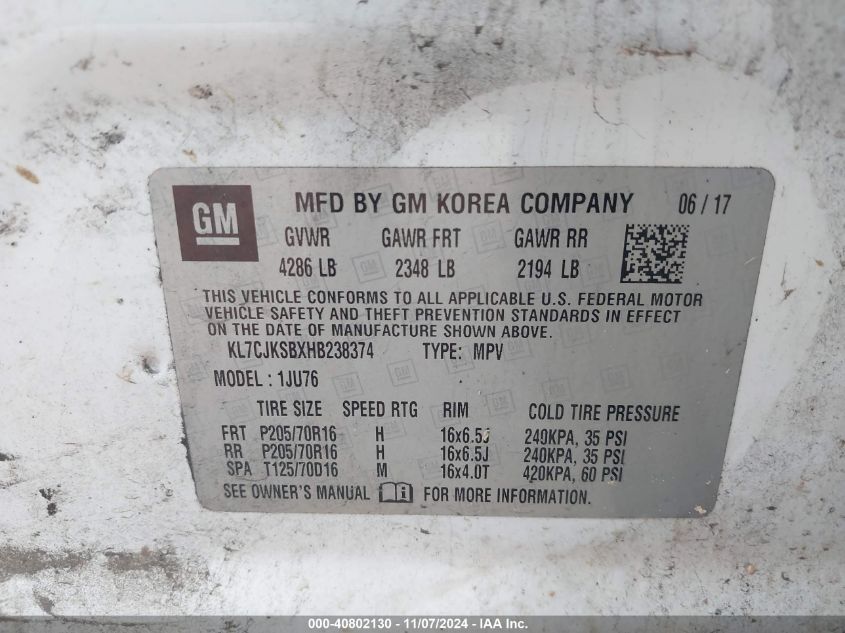 GM MFD BY GM KOREA COMPANY 06 / 17
GVWR GAWR FRT GAWR RR
4286 LB 2348 LB 2194 LB
THIS VEHICLE CONFORMS TO ALL APPLICABLE U.S. FEDERAL MOTOR
VEHICLE SAFETY AND THEFT PREVENTION STANDARDS IN EFFECT
ON THE DATE OF MANUFACTURE SHOWN ABOVE.
KL7CJKSBXHB238374 TYPE: MPV
MODEL : 1JU76
TIRE SIZE SPEED RTG RIM COLD TIRE PRESSURE
FRT P205/70R16 H 16x6.5J 240KPA, 35 PSI
RR P205/70R16 H 16x6.5J 240KPA, 35 PSI
SPA T125/70D16 M 16x4.0T 420KPA, 60 PSI
SEE OWNER'S MANUAL FOR MORE INFORMATION.
000-40802130 - 11/07/2024 - IAA Inc.